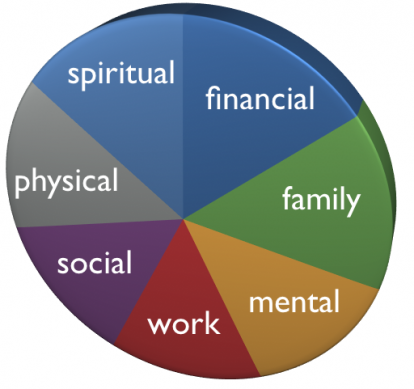 spiritual
financial
physical
family
social
mental
work